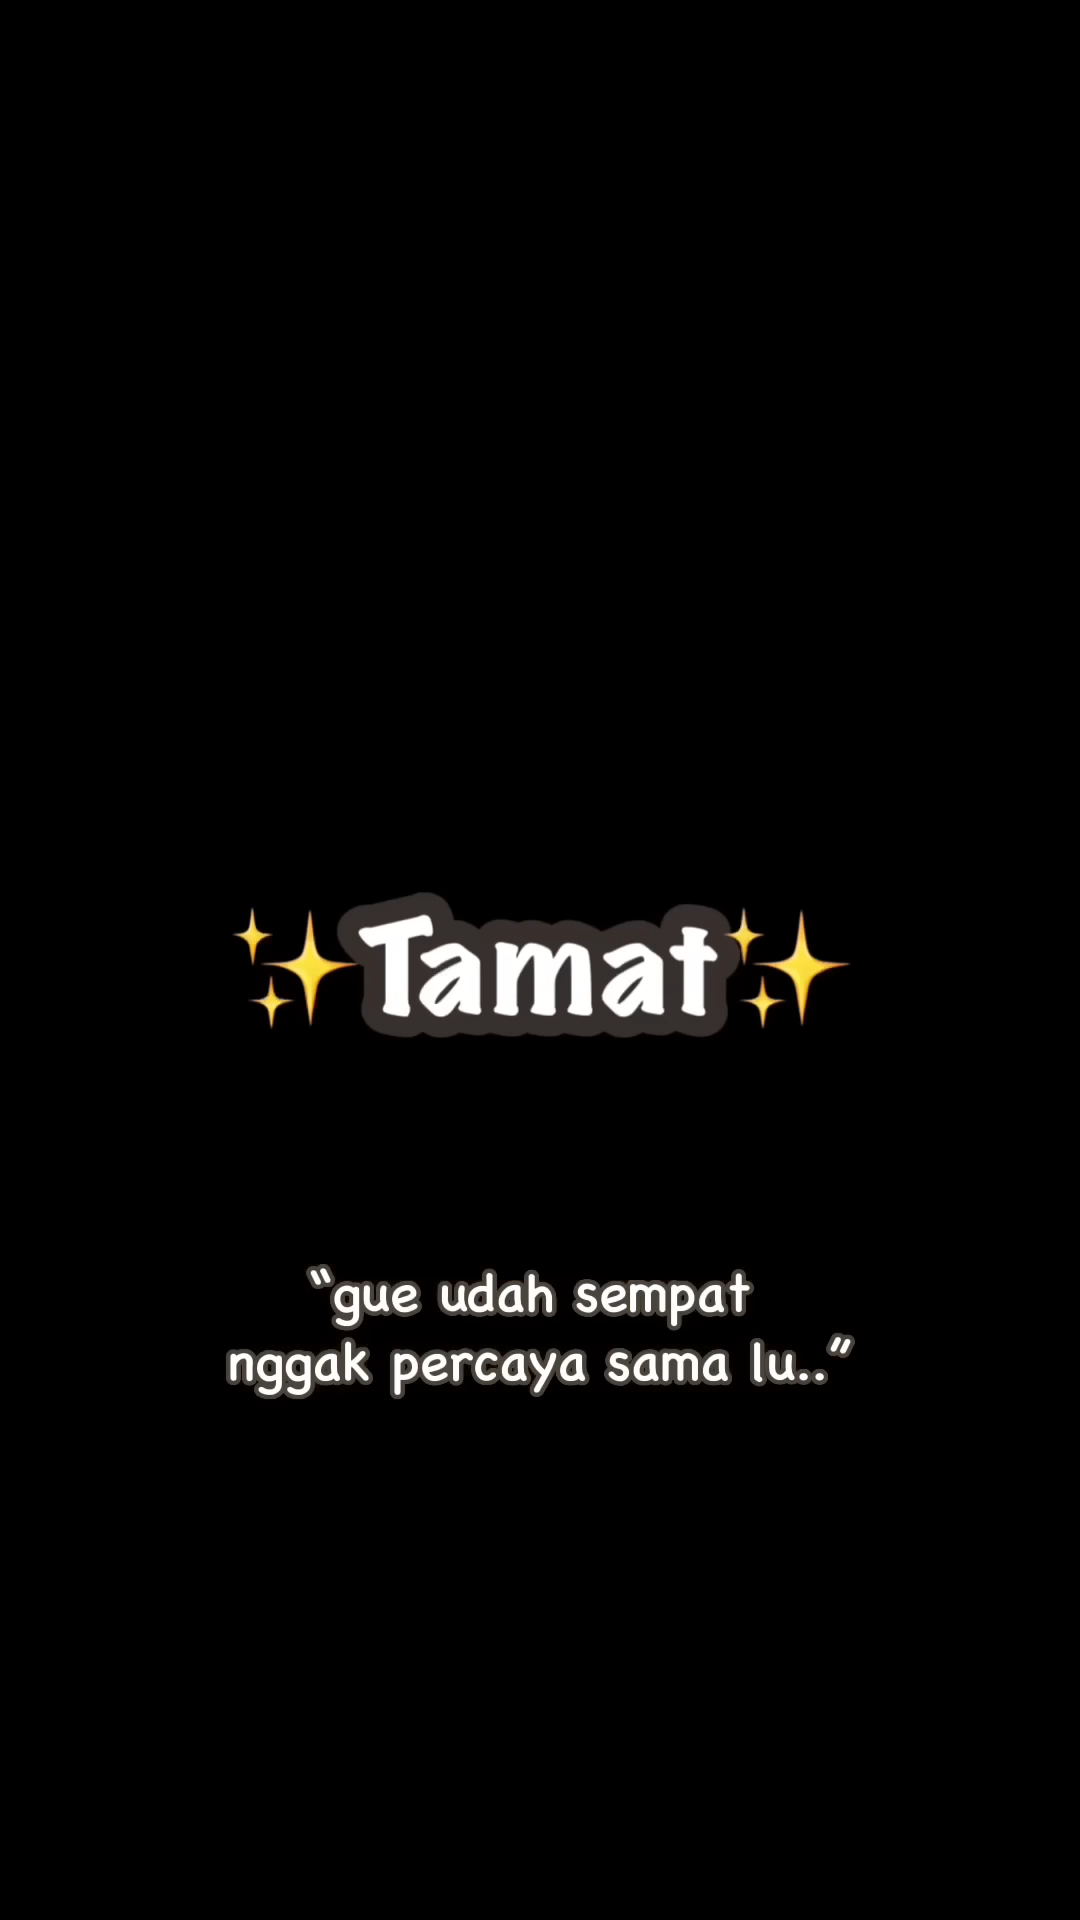 ✨Tamat✨
“gue udah sempat
nggak percaya sama lu..”